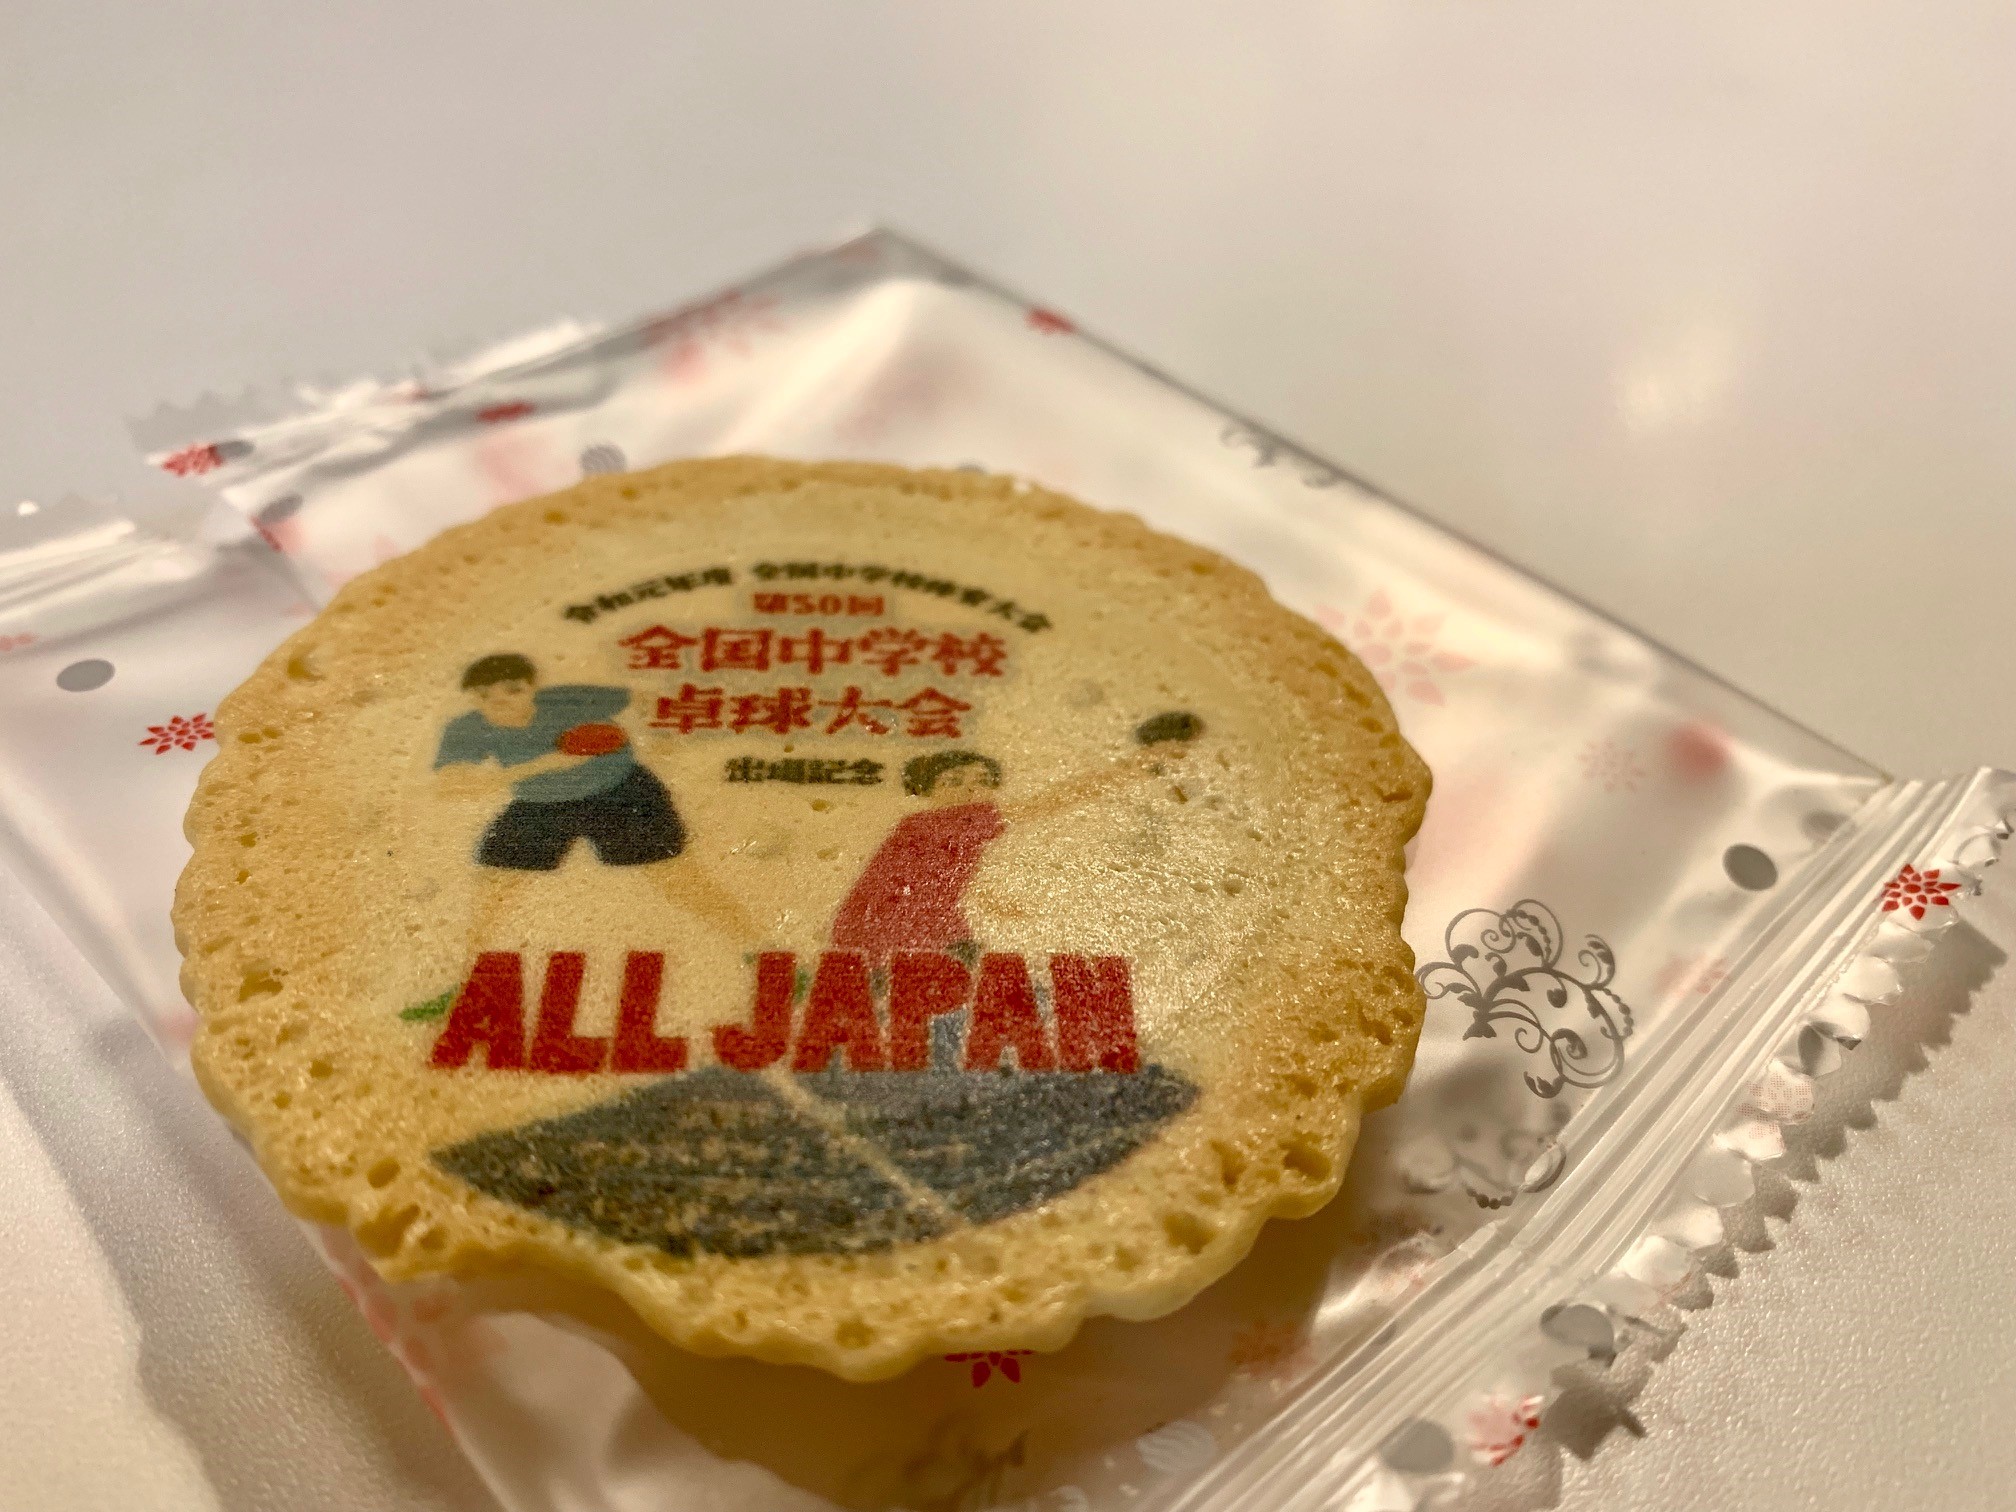 令和元年度 全国中学校体育大会
第50回
全国中学校
卓球大会
出場記念
ALL JAPAN